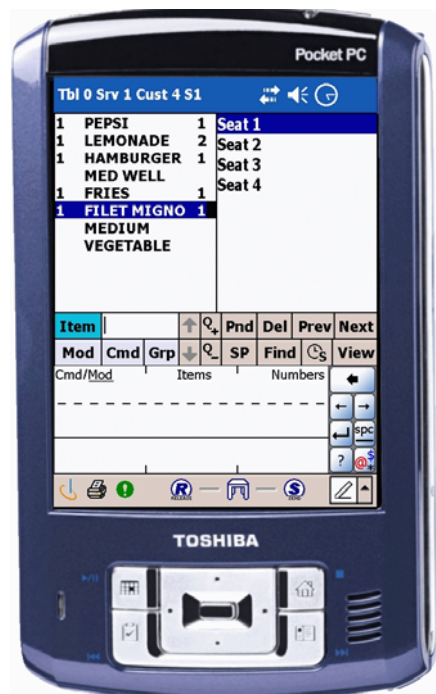 Pocket PC
Tbl 0 Srv 1 Cust 4 S1
1 PEPSI 1
1 LEMONADE 2
1 HAMBURGER 1
MED WELL
1 FRIES 1
1 FILET MIGNO 1
MEDIUM
VEGETABLE
Seat 1
Seat 2
Seat 3
Seat 4
Item Q+ Pnd Del Prev Next
Mod Cmd Grp Q- SP Find S View
Cmd/Mod Items Numbers
spc
? @$*
R RELEASE S SEND
TOSHIBA